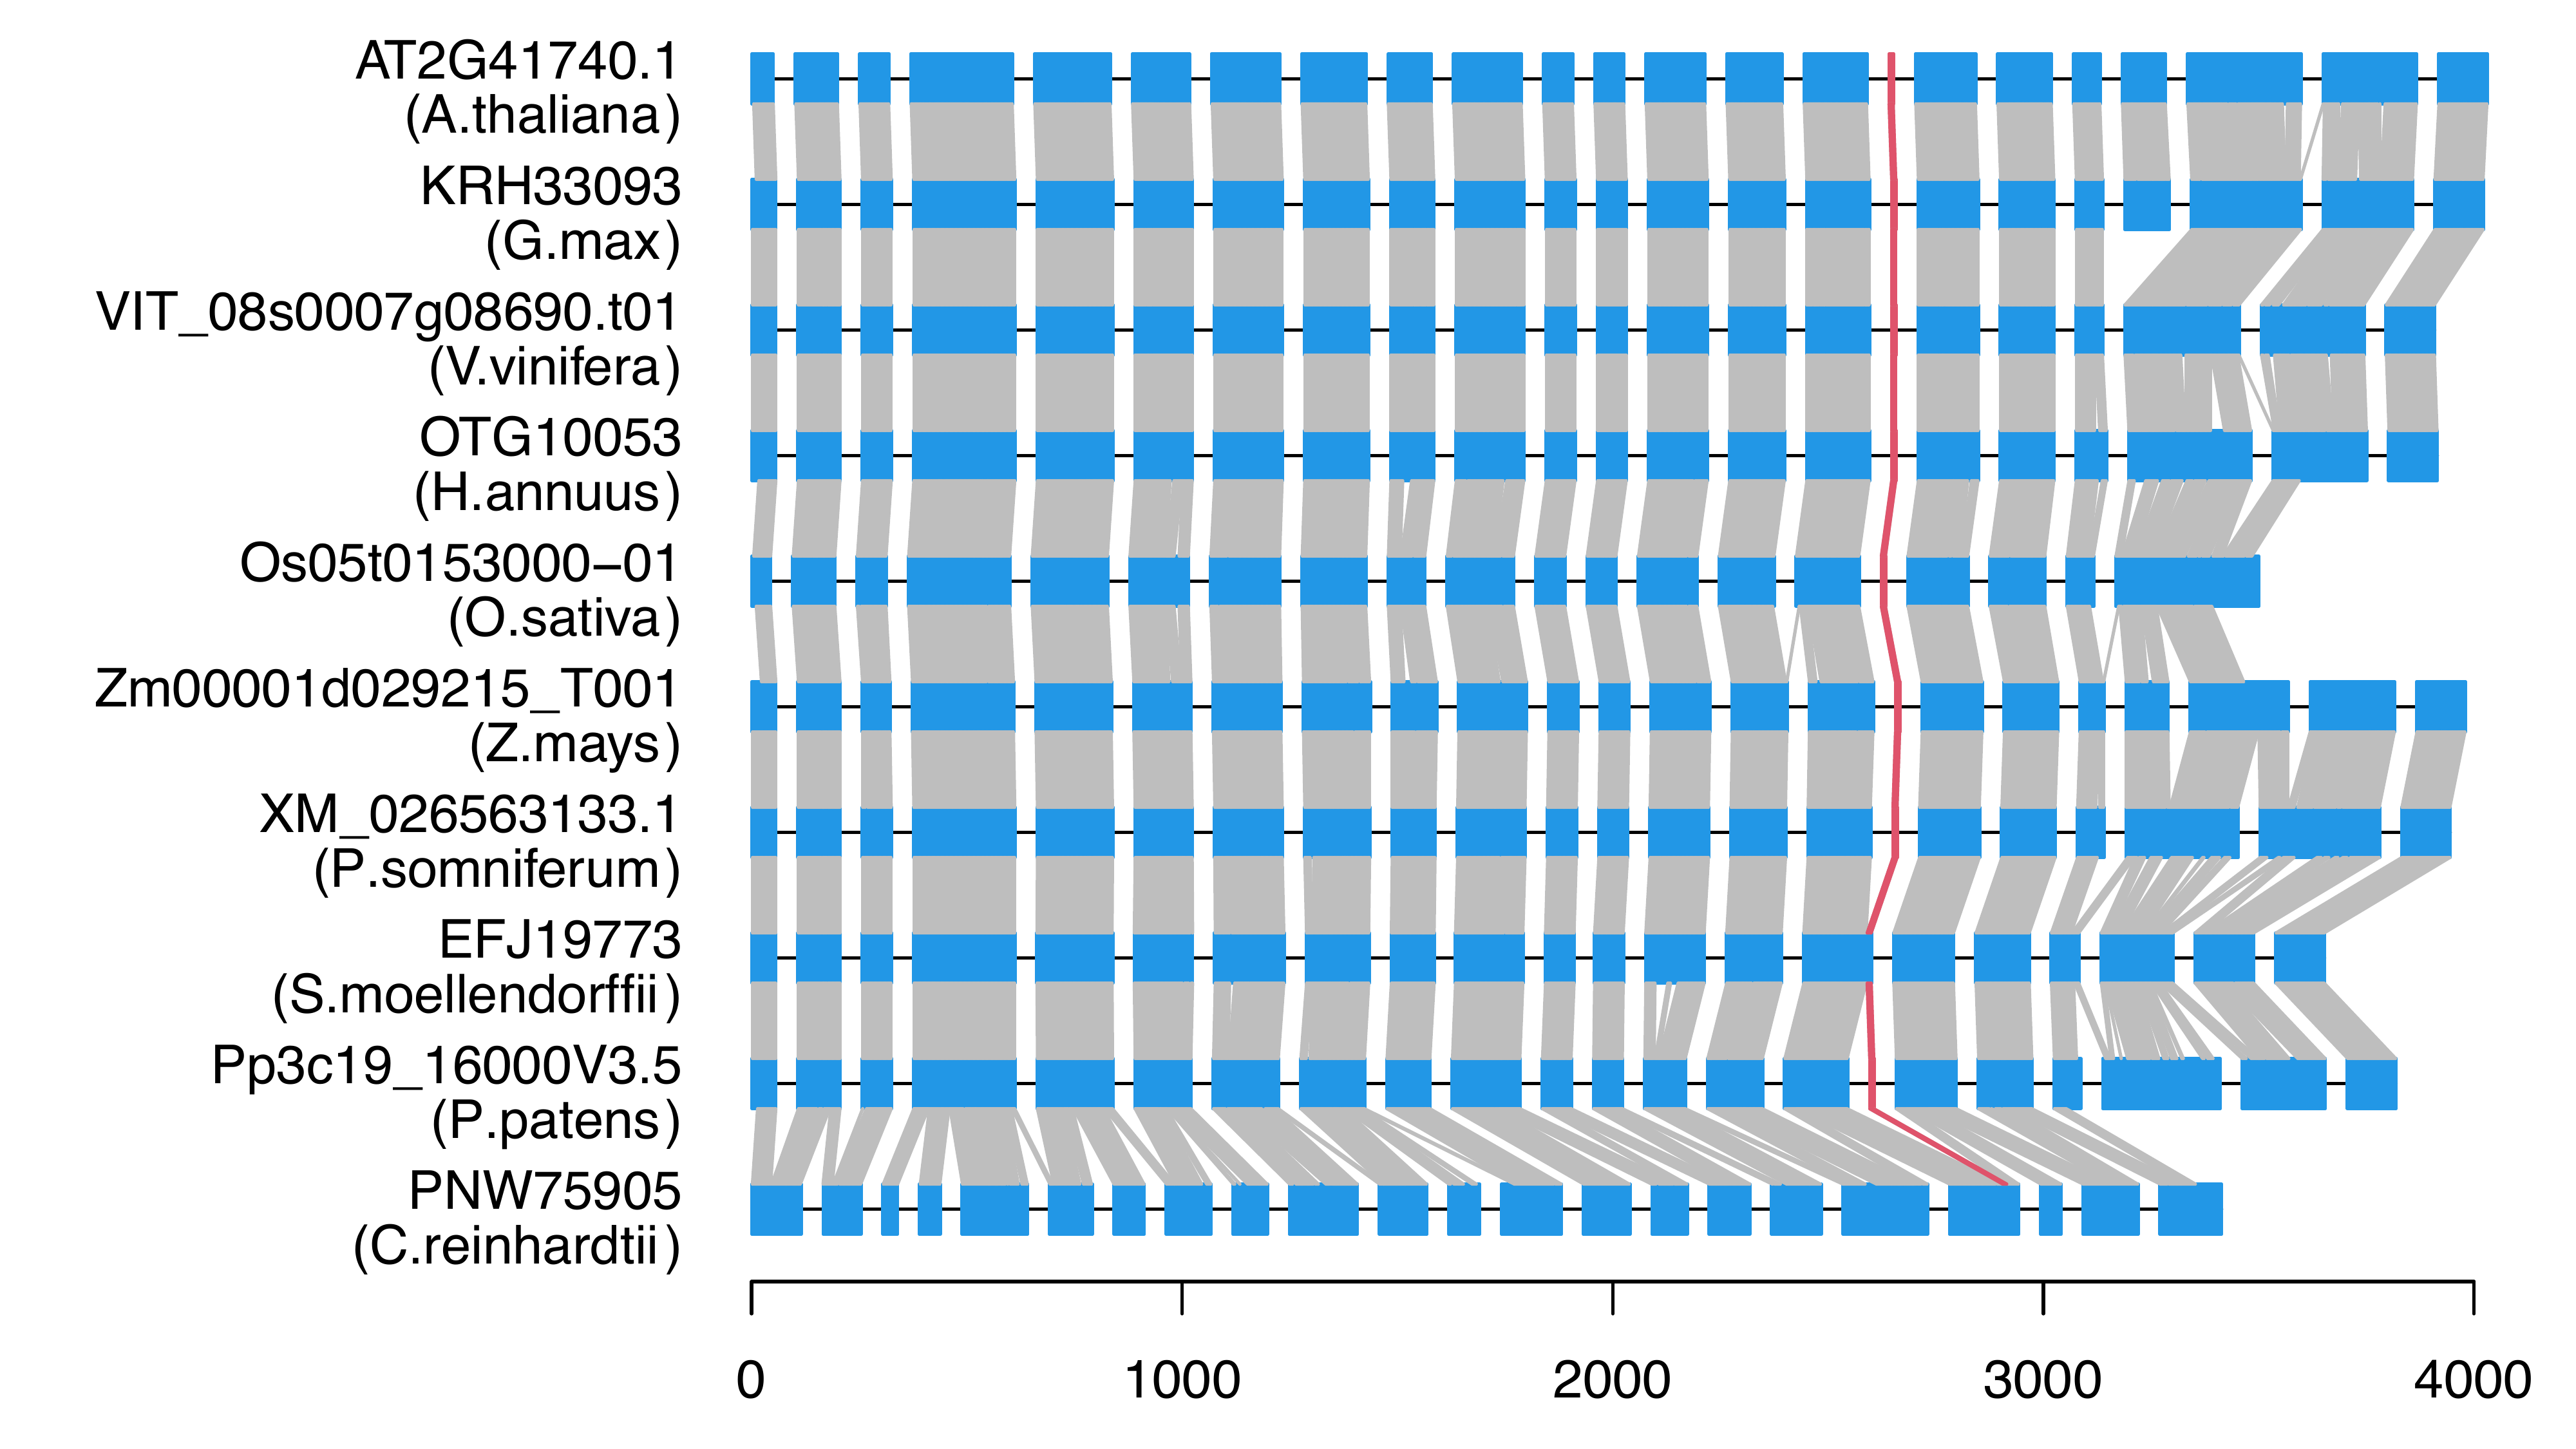 AT2G41740.1
(A.thaliana)
KRH33093
(G.max)
VIT_08s0007g08690.t01
(V.vinifera)
OTG10053
(H.annuus)
Os05t0153000−01
(O.sativa)
Zm00001d029215_T001
(Z.mays)
XM_026563133.1
(P.somniferum)
EFJ19773
(S.moellendorffii)
Pp3c19_16000V3.5
(P.patens)
PNW75905
(C.reinhardtii)
0 1000 2000 3000 4000